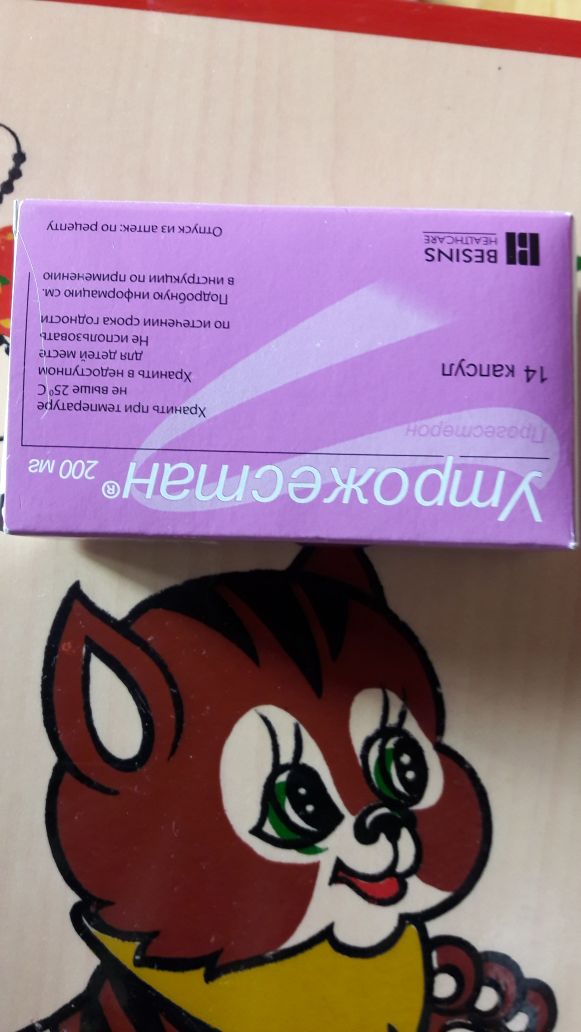 Утрожестан® 200 мг
Прогестерон
14 капсул
Хранить при температуре
не выше 25°С
Хранить в недоступном
для детей месте
Не использовать
по истечении срока годности
Подробную информацию см.
в инструкции по применению
BESINS
HEALTHCARE
Отпуск из аптек: по рецепту